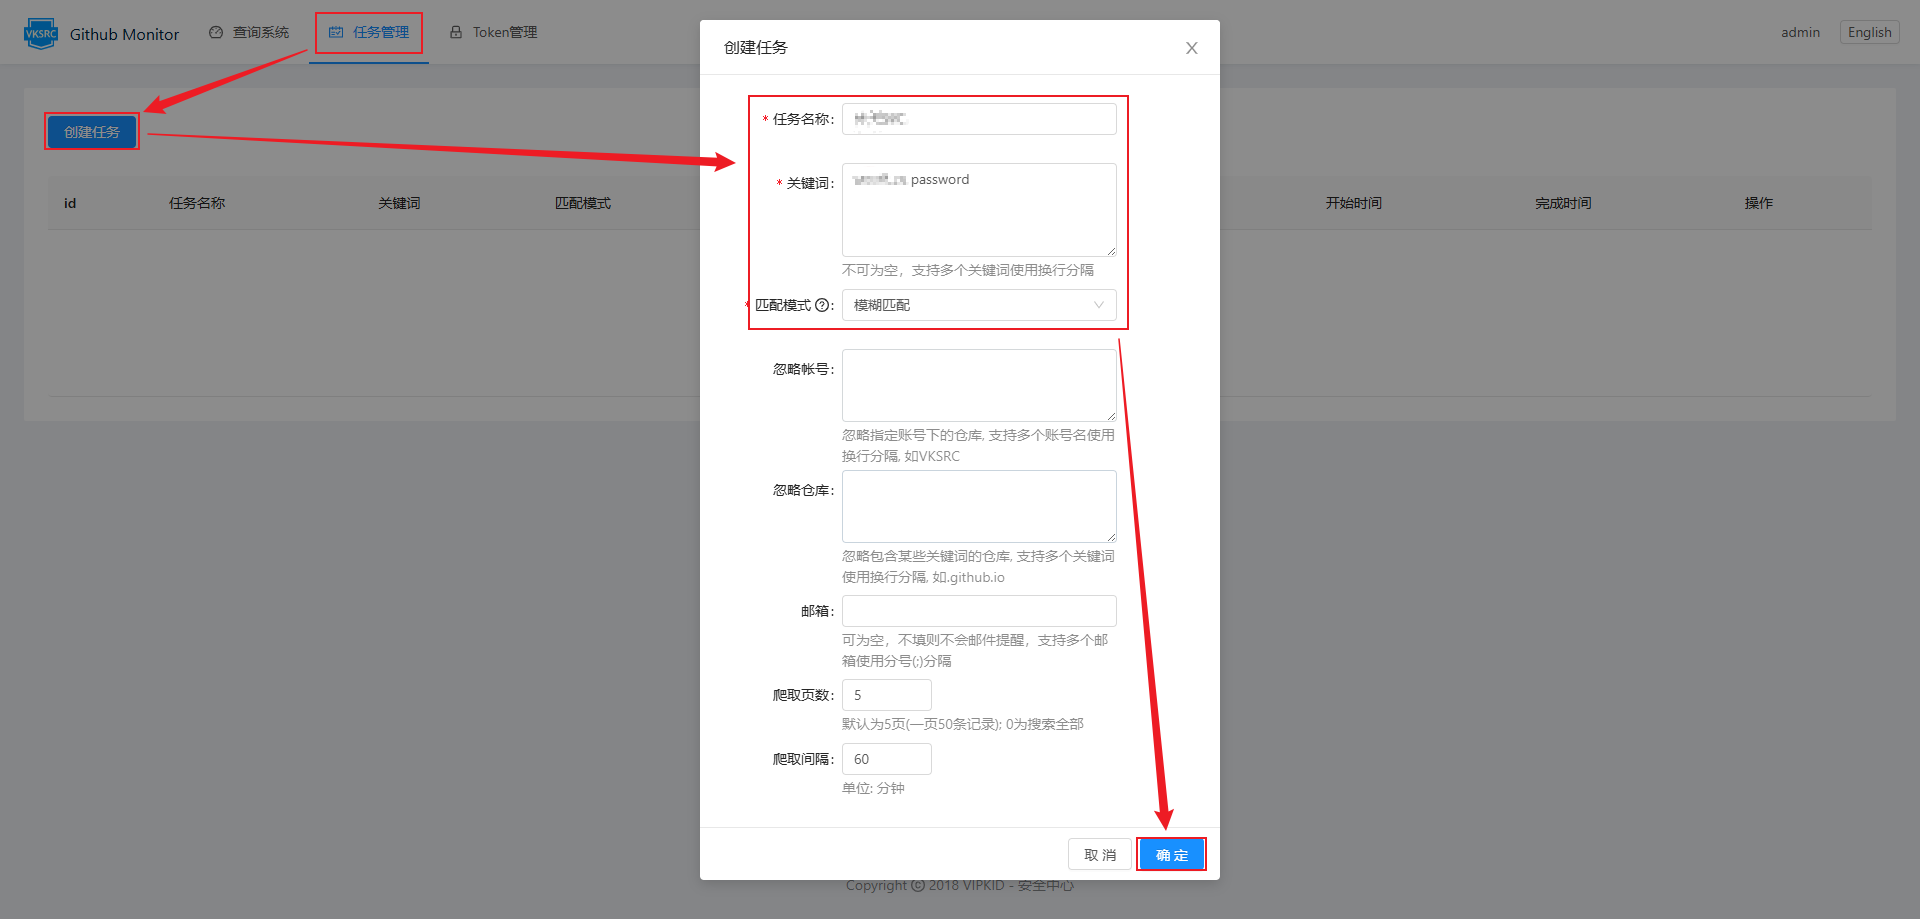 VKSRC
Github Monitor
查询系统
任务管理
Token管理
admin
English
创建任务
id
任务名称
关键词
匹配模式
开始时间
完成时间
操作
创建任务
* 任务名称:
* 关键词:
password
不可为空，支持多个关键词使用换行分隔
* 匹配模式 ? :
模糊匹配
忽略帐号:
忽略指定账号下的仓库, 支持多个账号名使用
换行分隔, 如VKSRC
忽略仓库:
忽略包含某些关键词的仓库, 支持多个关键词
使用换行分隔, 如.github.io
邮箱:
可为空，不填则不会邮件提醒，支持多个邮
箱使用分号(;)分隔
爬取页数:
5
默认为5页(一页50条记录); 0为搜索全部
爬取间隔:
60
单位: 分钟
取 消
确 定
Copyright © 2018 VIPKID - 安全中心